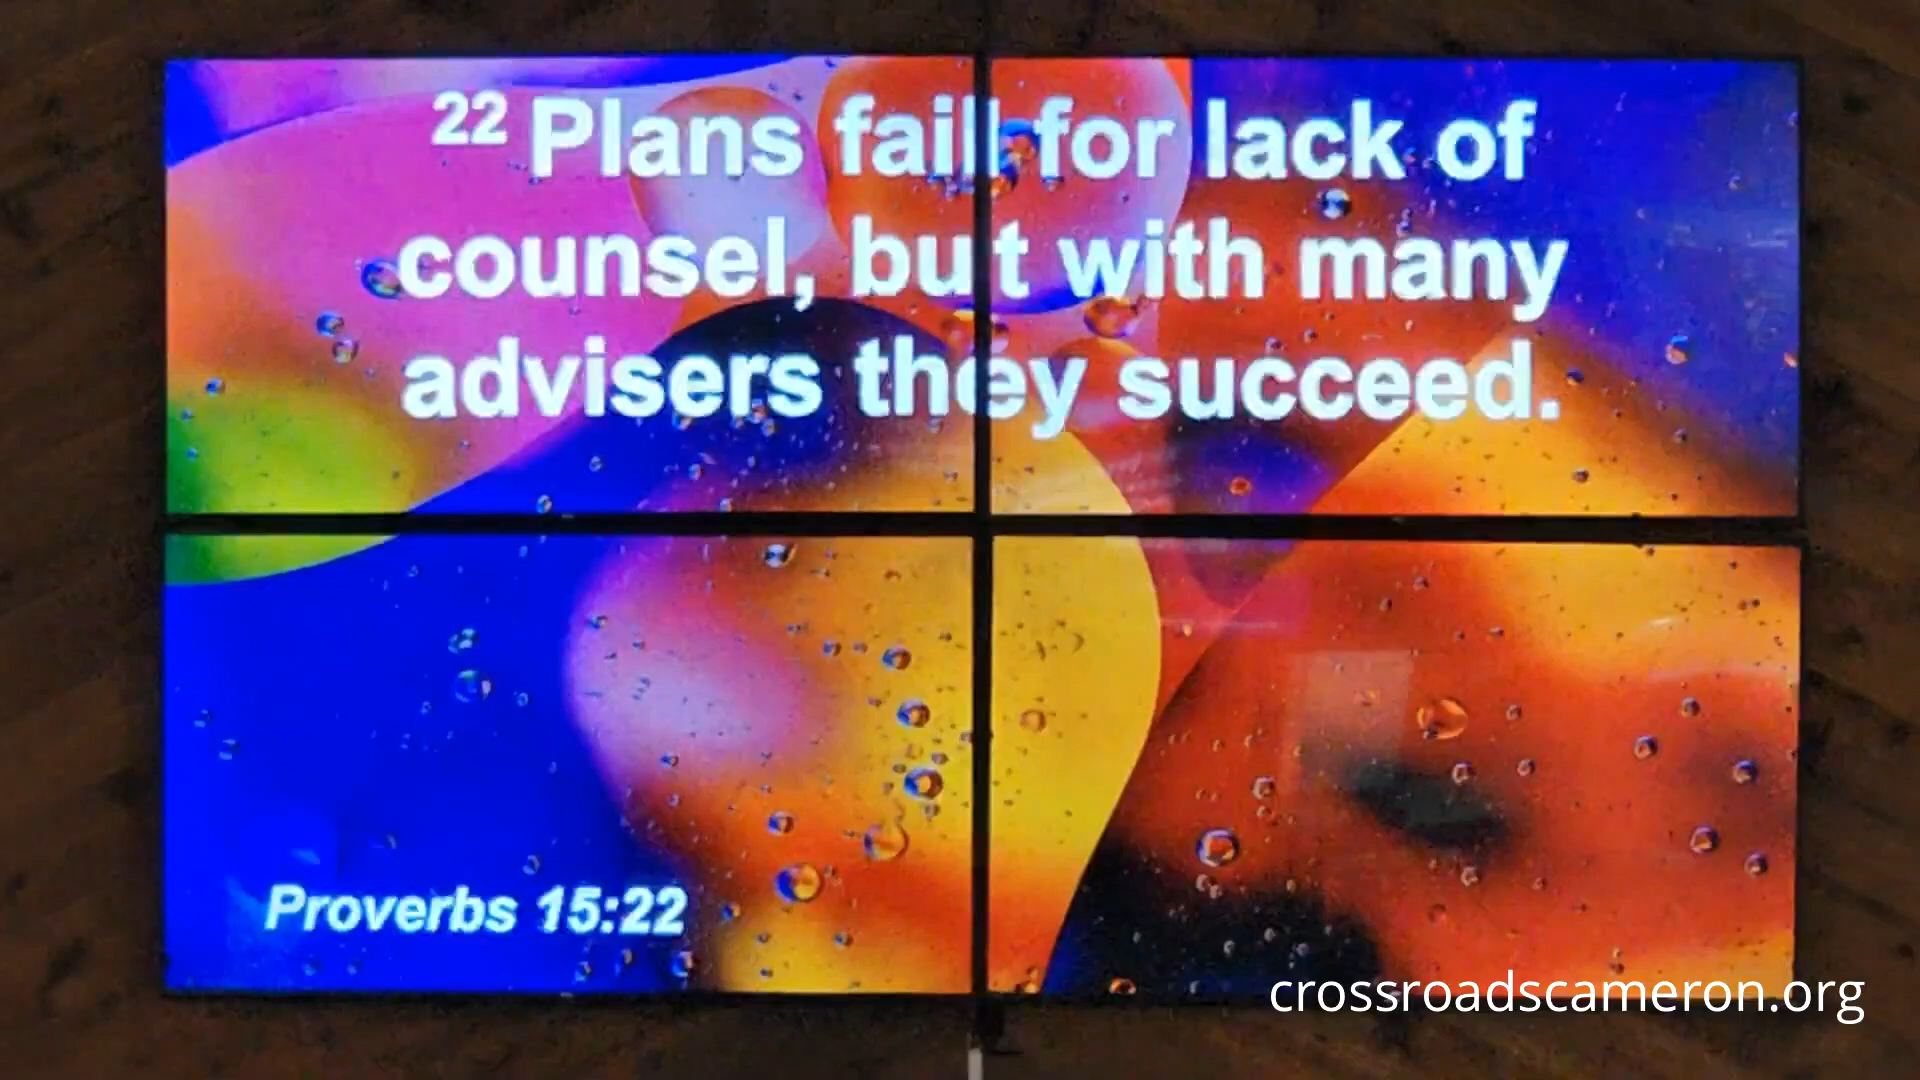 22 Plans fail for lack of
counsel, but with many
advisers they succeed.
Proverbs 15:22
crossroadscameron.org